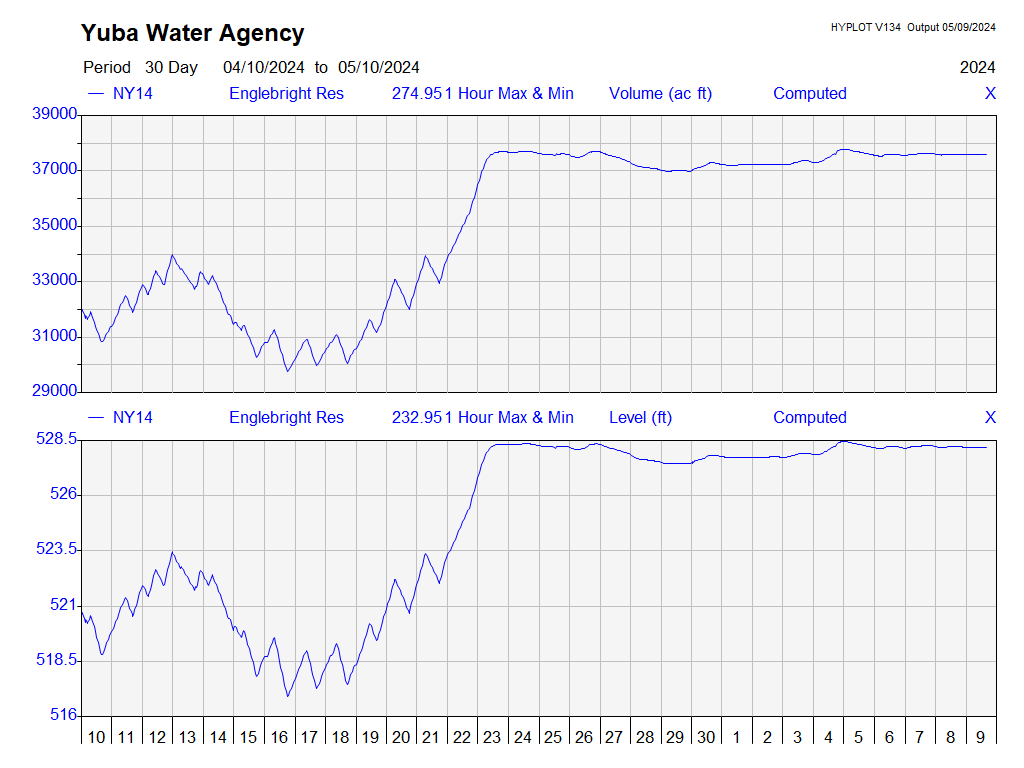 Yuba Water Agency
HYPLOT V134 Output 05/09/2024
Period 30 Day 04/10/2024 to 05/10/2024 2024
NY14 Englebright Res 274.951 Hour Max & Min Volume (ac ft) Computed X
39000
37000
35000
33000
31000
29000
NY14 Englebright Res 232.951 Hour Max & Min Level (ft) Computed X
528.5
526
523.5
521
518.5
516
10 11 12 13 14 15 16 17 18 19 20 21 22 23 24 25 26 27 28 29 30 1 2 3 4 5 6 7 8 9